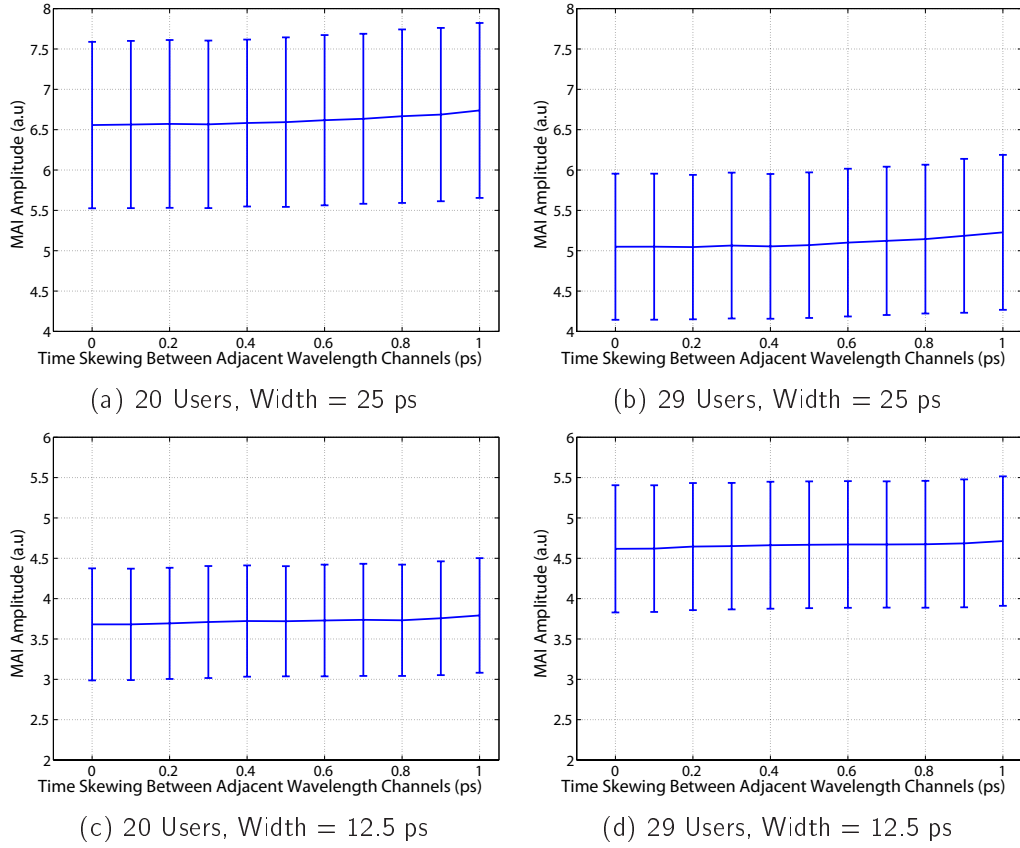 8
7.5
7
6.5
6
5.5
5
4.5
4
MAI Amplitude (a.u)
0 0.2 0.4 0.6 0.8 1
Time Skewing Between Adjacent Wavelength Channels (ps)
(a) 20 Users, Width = 25 ps
8
7.5
7
6.5
6
5.5
5
4.5
4
MAI Amplitude (a.u)
0 0.2 0.4 0.6 0.8 1
Time Skewing Between Adjacent Wavelength Channels (ps)
(b) 29 Users, Width = 25 ps
6
5.5
5
4.5
4
3.5
3
2.5
2
MAI Amplitude (a.u)
0 0.2 0.4 0.6 0.8 1
Time Skewing Between Adjacent Wavelength Channels (ps)
(c) 20 Users, Width = 12.5 ps
6
5.5
5
4.5
4
3.5
3
2.5
2
MAI Amplitude (a.u)
0 0.2 0.4 0.6 0.8 1
Time Skewing Between Adjacent Wavelength Channels (ps)
(d) 29 Users, Width = 12.5 ps